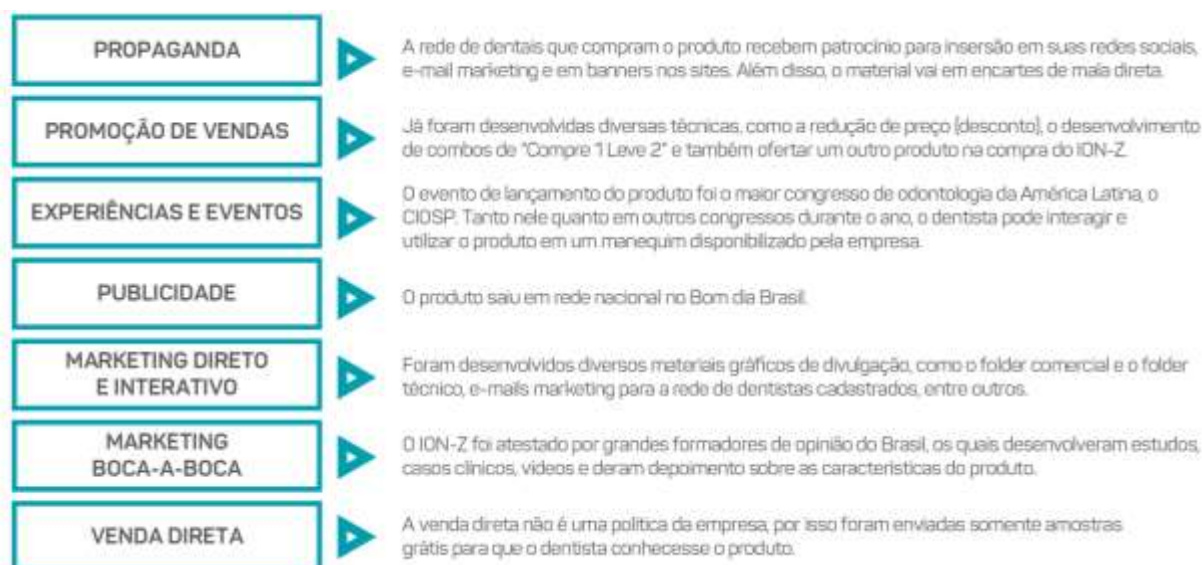 PROPAGANDA
A rede de dentais que compram o produto recebem patrocínio para inserção em suas redes sociais,
e-mail marketing e em banners nos sites. Além disso, o material vai em encartes de mala direta.
PROMOÇÃO DE VENDAS
Já foram desenvolvidas diversas técnicas, como a redução de preço (desconto), o desenvolvimento
de combos de "Compre 1 Leve 2" e também ofertar um outro produto na compra do ION-Z.
EXPERIÊNCIAS E EVENTOS
O evento de lançamento do produto foi o maior congresso de odontologia da América Latina, o
CIOSP. Tanto nele quanto em outros congressos durante o ano, o dentista pode interagir e
utilizar o produto em um manequim disponibilizado pela empresa.
PUBLICIDADE
O produto saiu em rede nacional no Bom dia Brasil.
MARKETING DIRETO
E INTERATIVO
Foram desenvolvidos diversos materiais gráficos de divulgação, como o folder comercial e o folder
técnico, e-mails marketing para a rede de dentistas cadastrados, entre outros.
MARKETING
BOCA-A-BOCA
O ION-Z foi atestado por grandes formadores de opinião do Brasil, os quais desenvolveram estudos,
casos clínicos, vídeos e deram depoimento sobre as características do produto.
VENDA DIRETA
A venda direta não é uma política da empresa, por isso foram enviadas somente amostras
grátis para que o dentista conhecesse o produto.